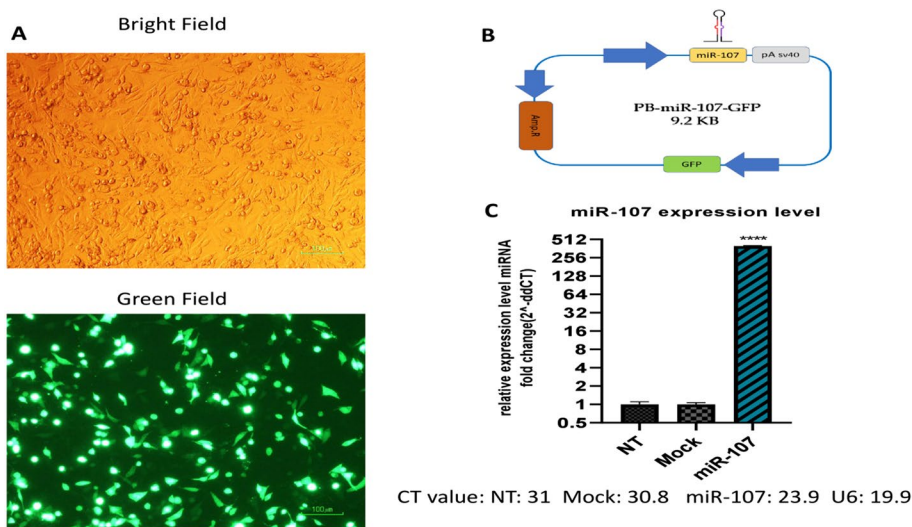 A
Bright Field
Green Field
100µm
B
miR-107
pA sv40
Amp.R
PB-miR-107-GFP
9.2 KB
GFP
C
miR-107 expression level
relative expression level miRNA
fold change(2^-ddCT)
512
256
128
64
32
16
8
4
2
1
0.5
****
NT
Mock
miR-107
CT value: NT: 31 Mock: 30.8 miR-107: 23.9 U6: 19.9